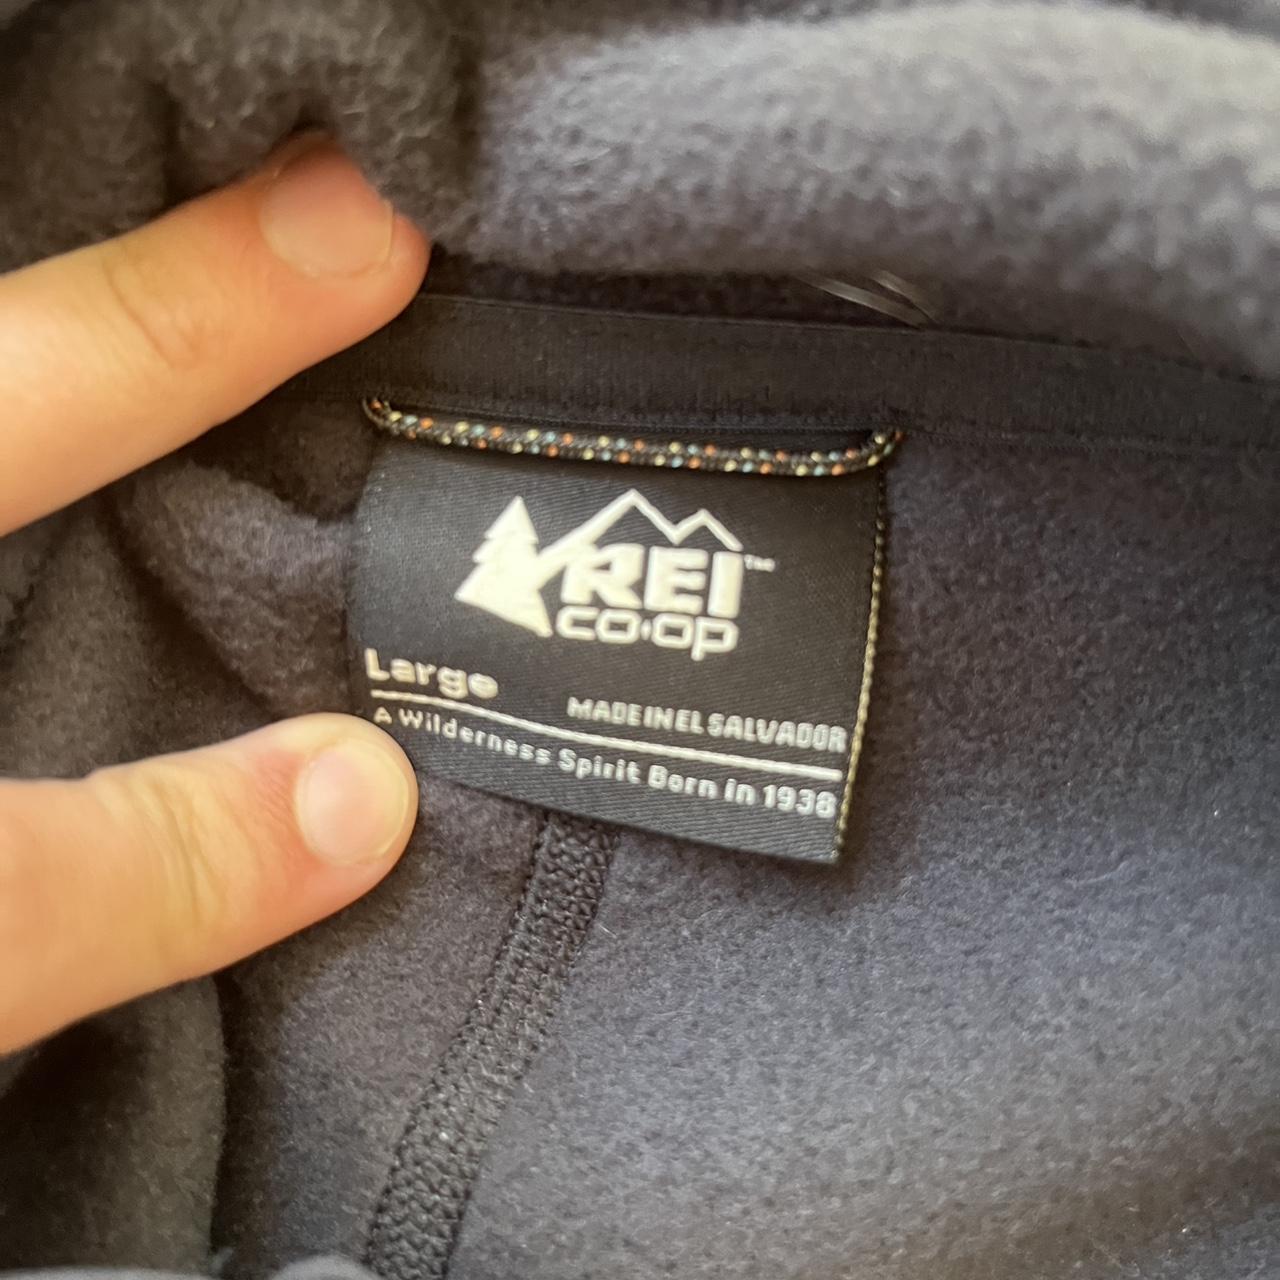 REI™
co·op
Large
MADE IN EL SALVADOR
A Wilderness Spirit Born in 1938